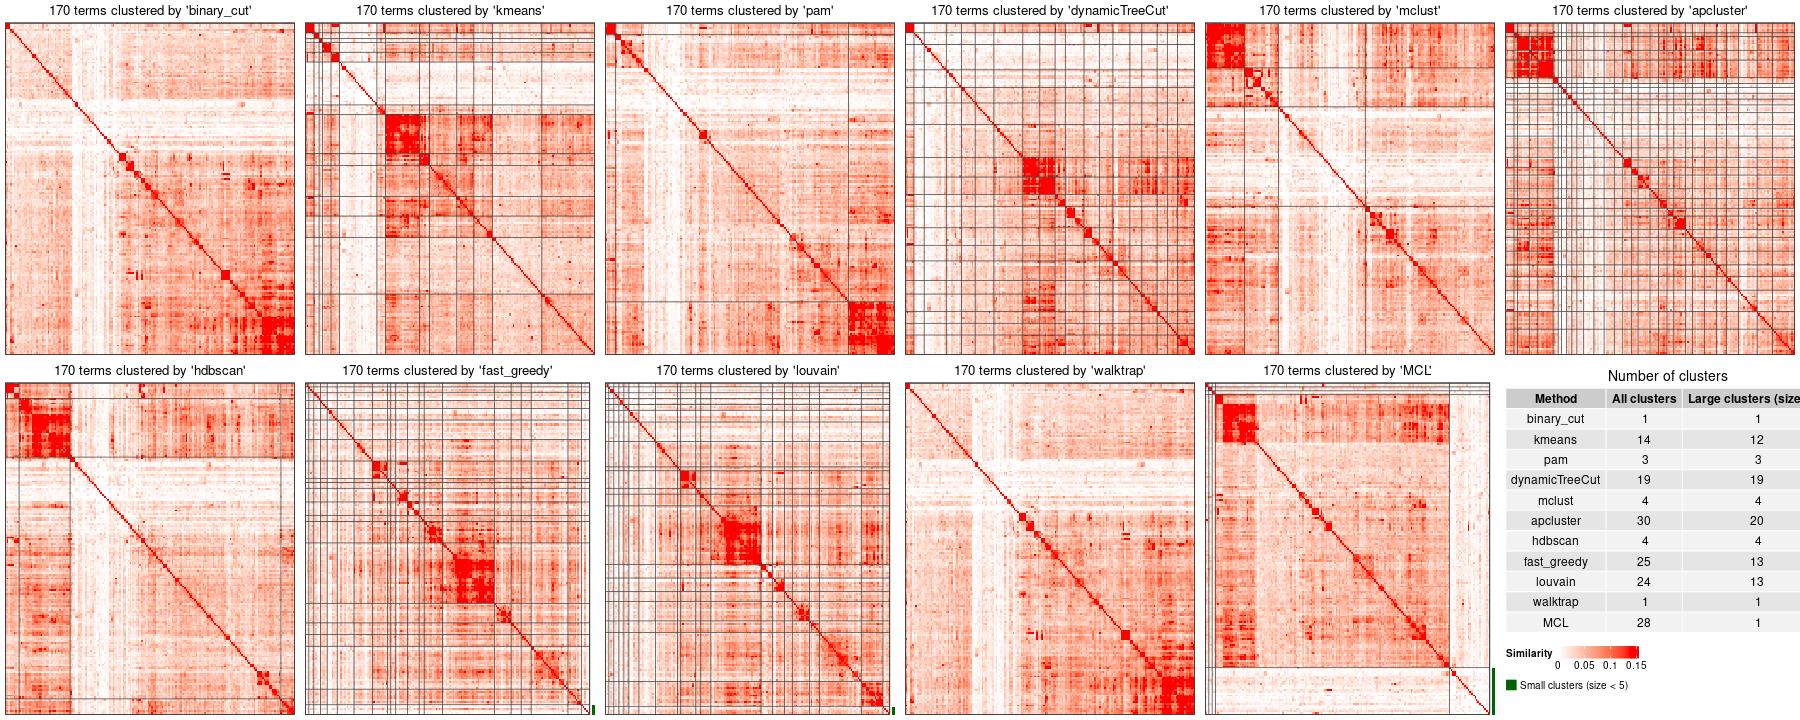 170 terms clustered by 'binary_cut'
170 terms clustered by 'kmeans'
170 terms clustered by 'pam'
170 terms clustered by 'dynamicTreeCut'
170 terms clustered by 'mclust'
170 terms clustered by 'apcluster'
170 terms clustered by 'hdbscan'
170 terms clustered by 'fast_greedy'
170 terms clustered by 'louvain'
170 terms clustered by 'walktrap'
170 terms clustered by 'MCL'
Number of clusters
Method All clusters Large clusters (size
binary_cut 1 1
kmeans 14 12
pam 3 3
dynamicTreeCut 19 19
mclust 4 4
apcluster 30 20
hdbscan 4 4
fast_greedy 25 13
louvain 24 13
walktrap 1 1
MCL 28 1
Similarity
0 0.05 0.1 0.15
Small clusters (size < 5)